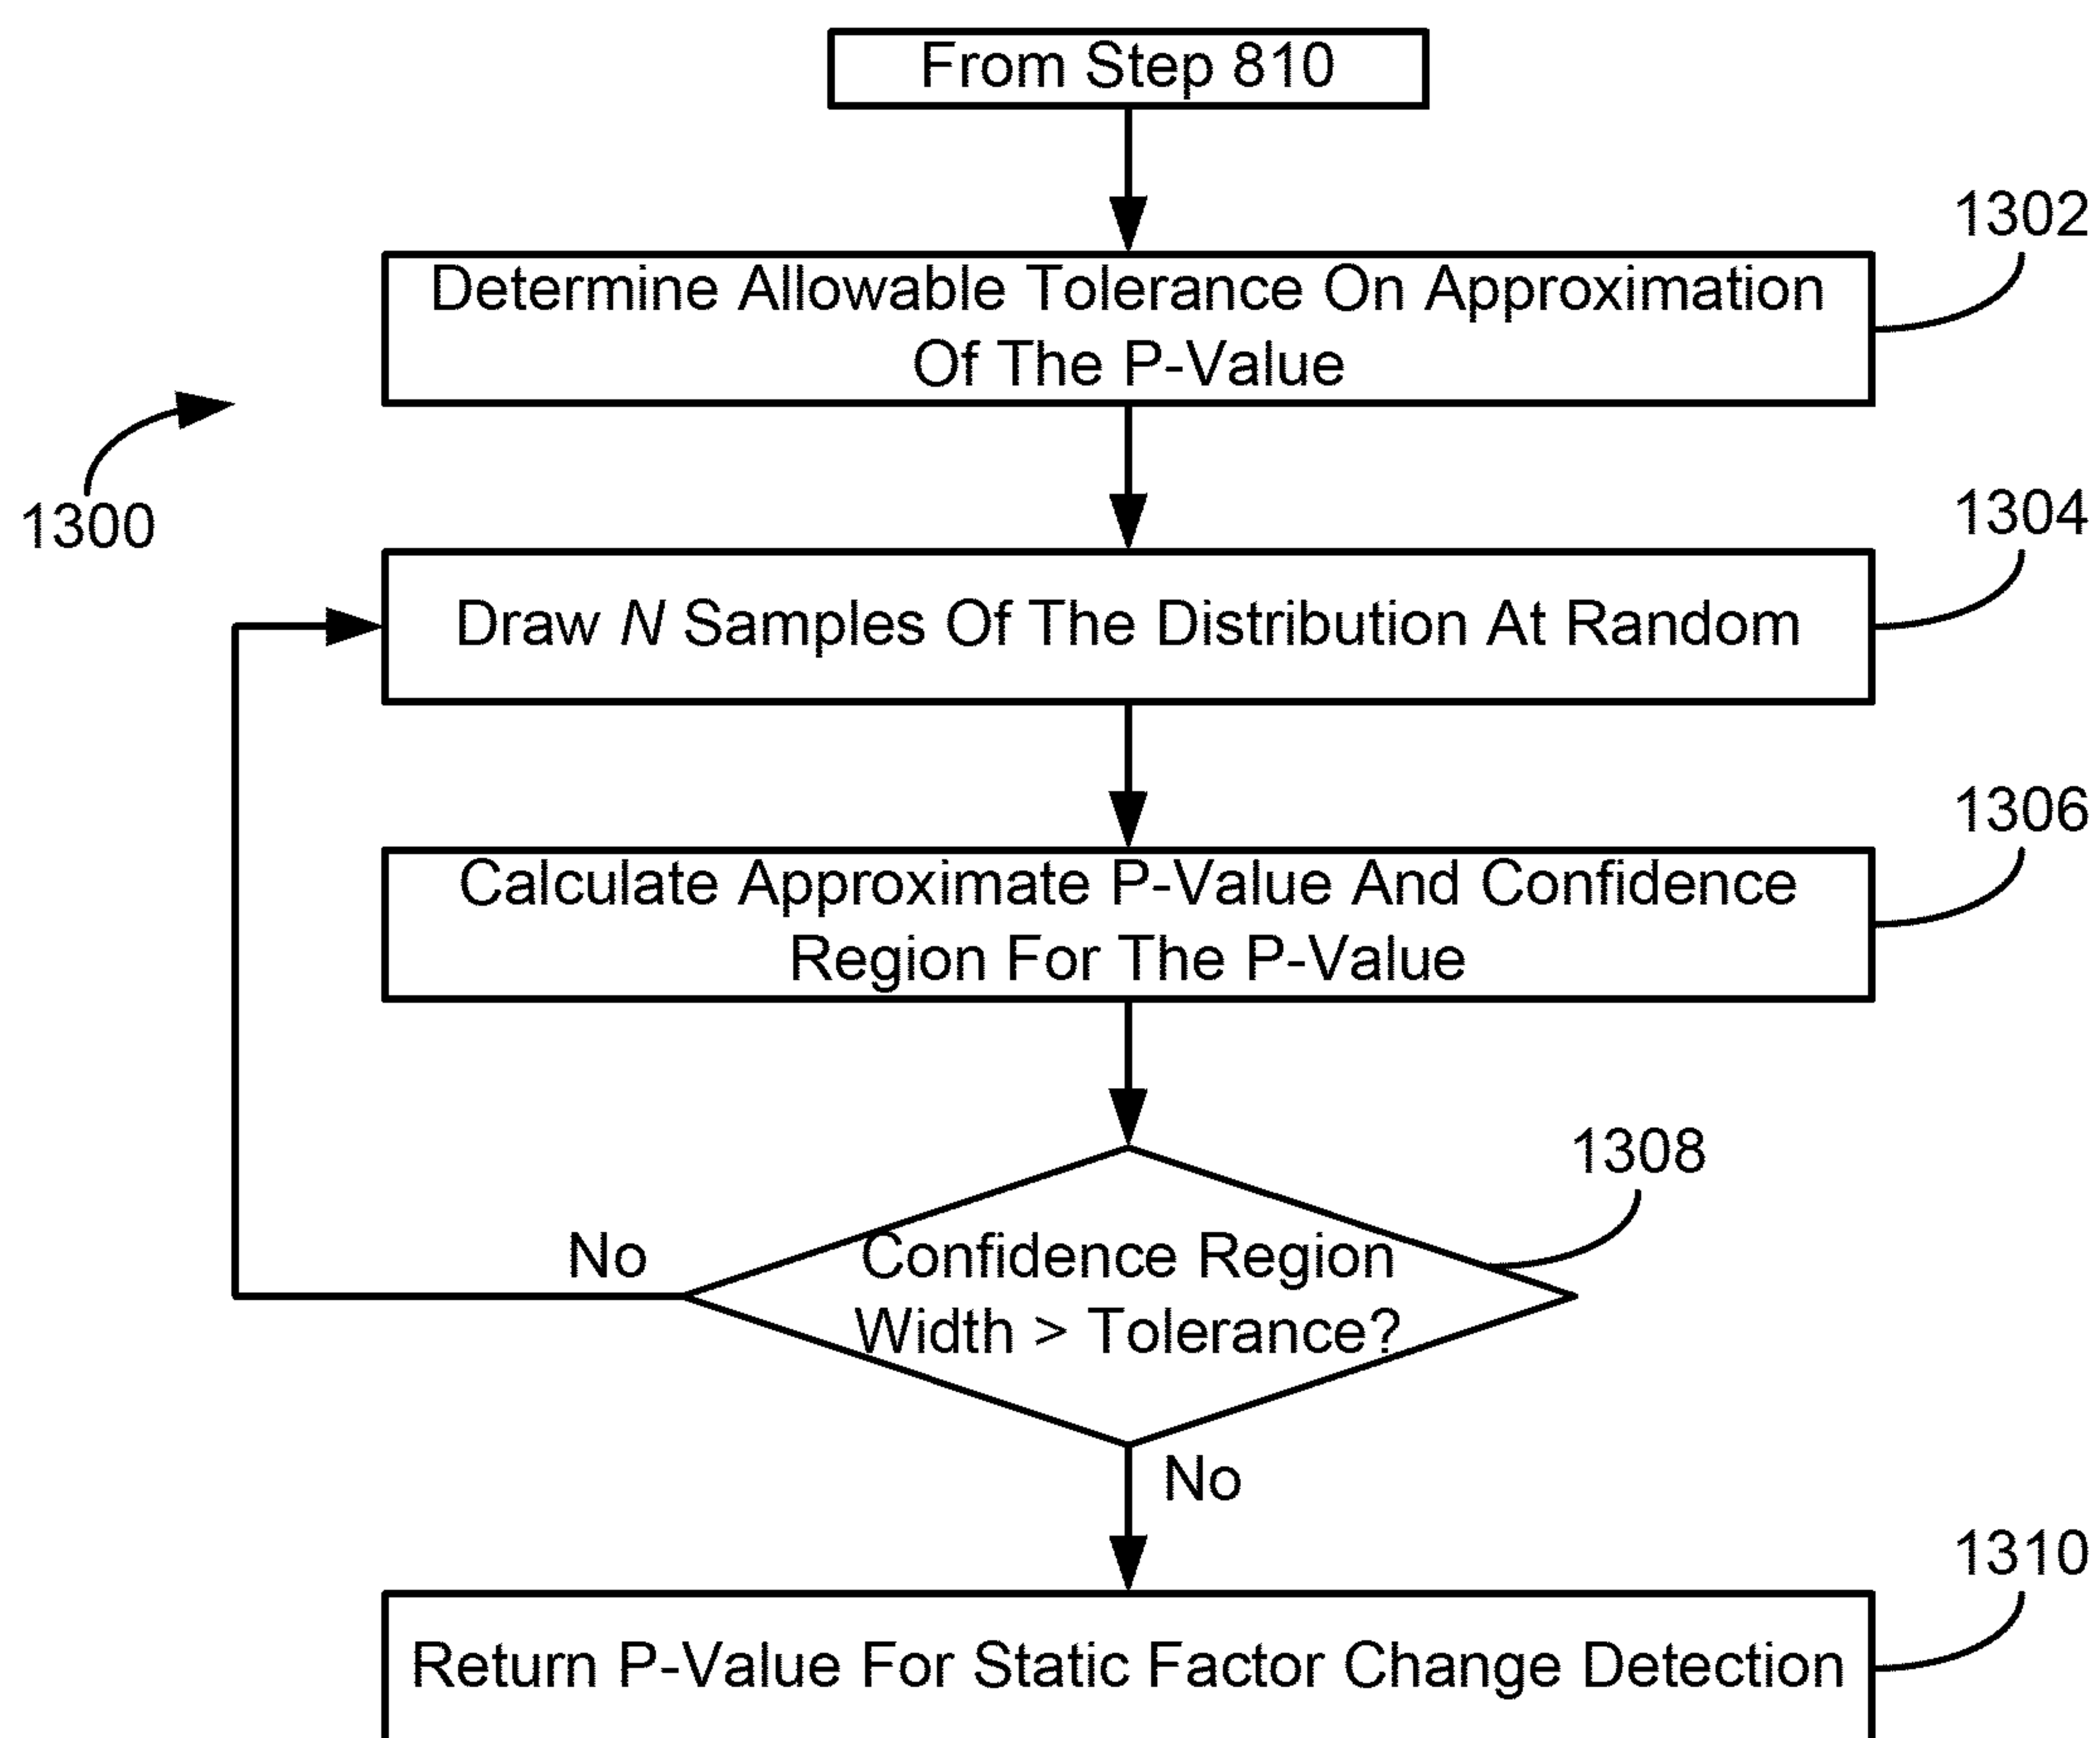 From Step 810
1302
Determine Allowable Tolerance On Approximation
Of The P-Value
1300
1304
Draw N Samples Of The Distribution At Random
1306
Calculate Approximate P-Value And Confidence
Region For The P-Value
1308
No
Confidence Region
Width > Tolerance?
No
1310
Return P-Value For Static Factor Change Detection